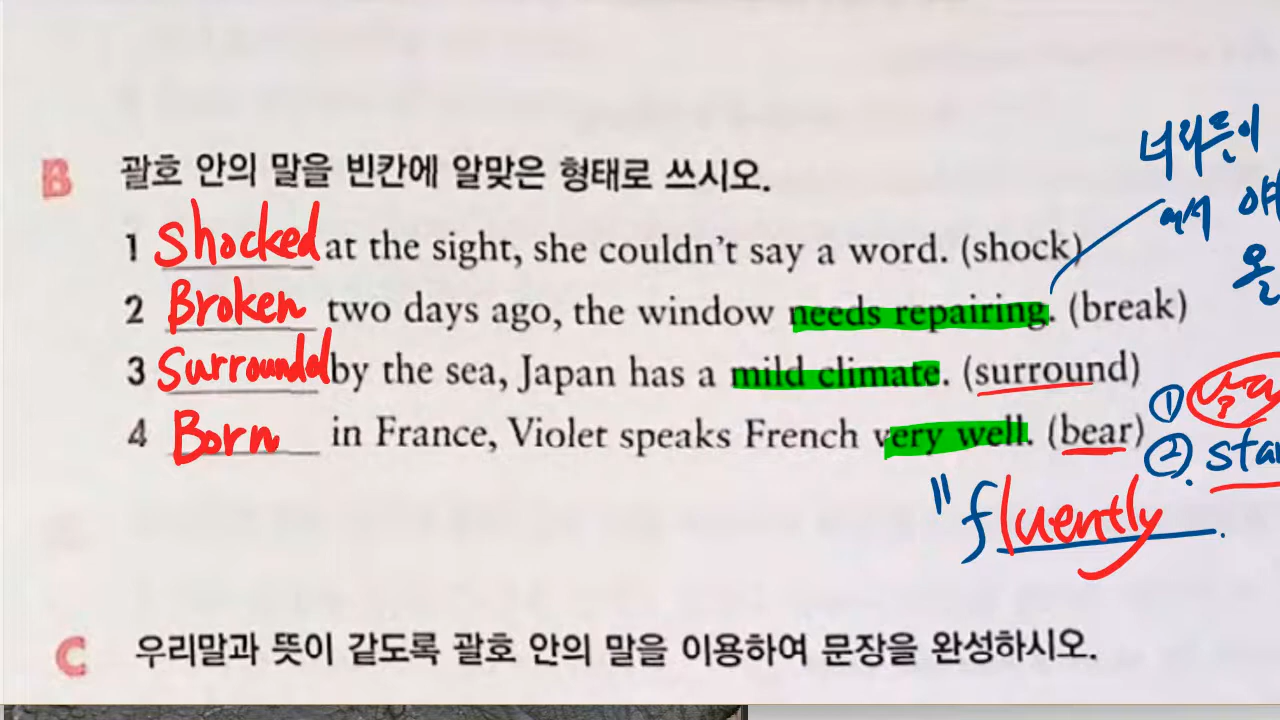 B 괄호 안의 말을 빈칸에 알맞은 형태로 쓰시오.
1 Shocked at the sight, she couldn't say a word. (shock)
2 Broken two days ago, the window needs repairing. (break)
3 Surrounded by the sea, Japan has a mild climate. (surround)
4 Born in France, Violet speaks French very well. (bear)
①
② star
"fluently
C 우리말과 뜻이 같도록 괄호 안의 말을 이용하여 문장을 완성하시오.